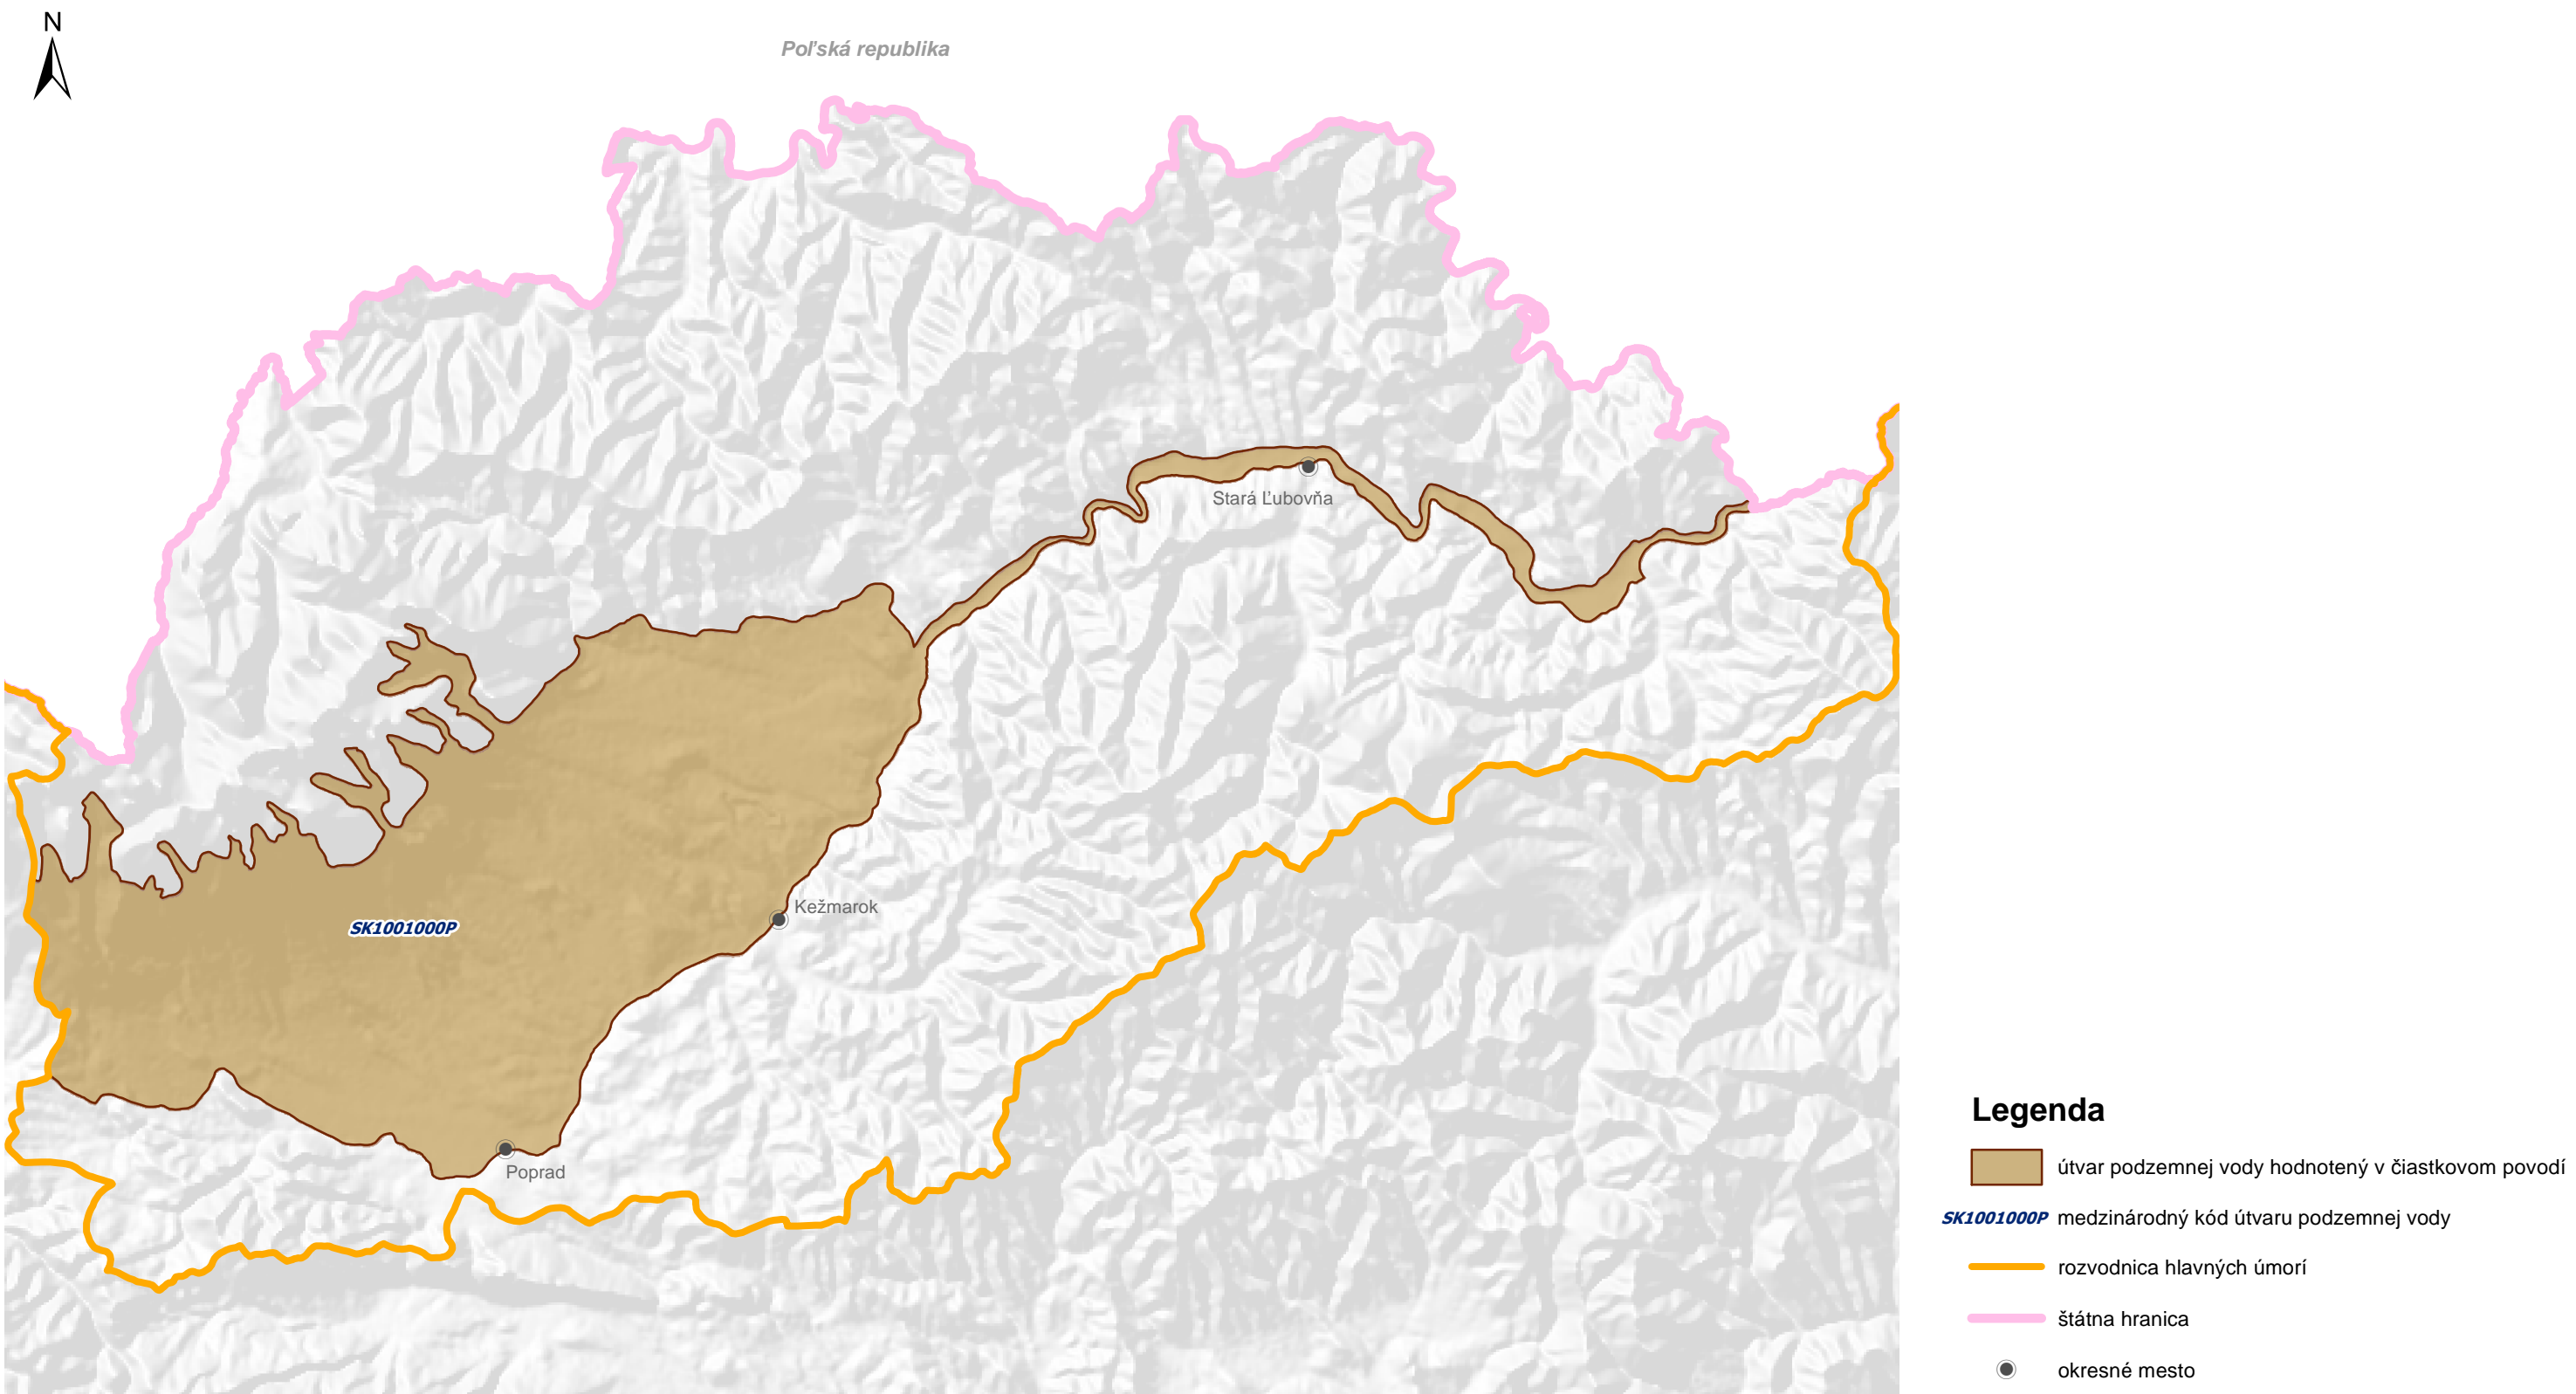 N
Poľská republika
Stará Ľubovňa
Kežmarok
SK1001000P
Poprad
Legenda
útvar podzemnej vody hodnotený v čiastkovom povodí
SK1001000P medzinárodný kód útvaru podzemnej vody
rozvodnica hlavných úmorí
štátna hranica
okresné mesto